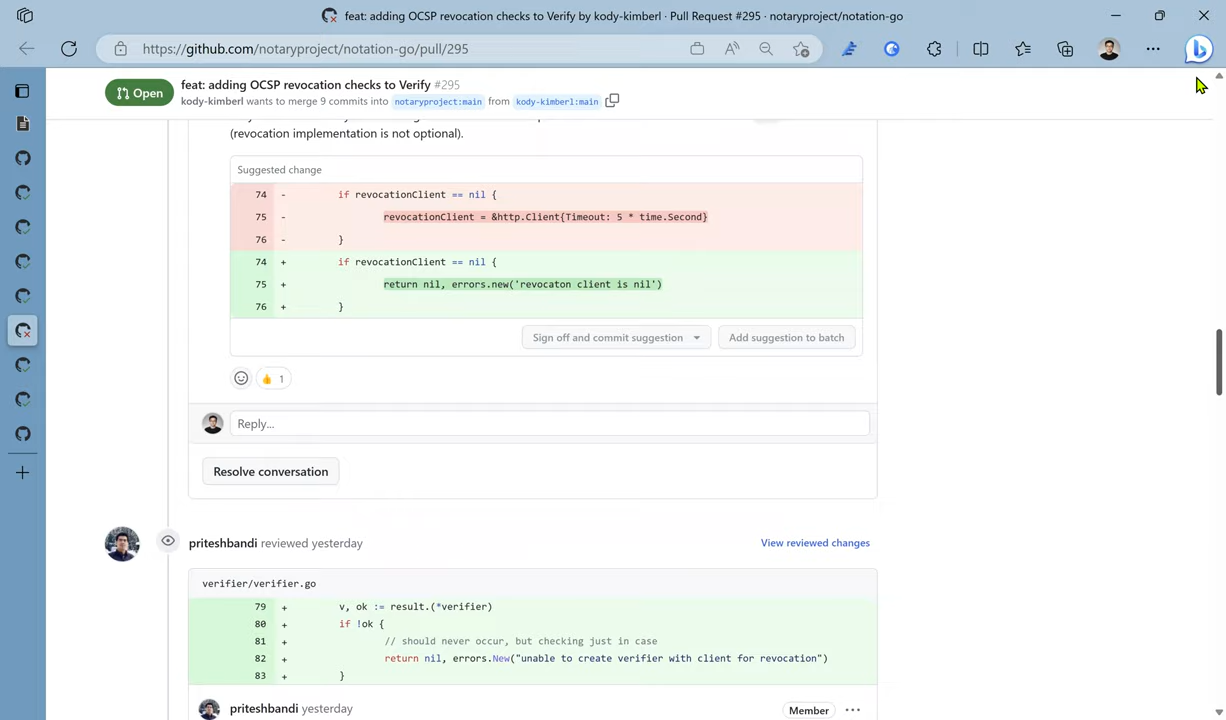 feat: adding OCSP revocation checks to Verify by kody-kimberl · Pull Request #295 · notaryproject/notation-go
https://github.com/notaryproject/notation-go/pull/295
Open
feat: adding OCSP revocation checks to Verify #295
kody-kimberl wants to merge 9 commits into notaryproject:main from kody-kimberl:main
(revocation implementation is not optional).
Suggested change
74 - if revocationClient == nil {
75 - revocationClient = &http.Client{Timeout: 5 * time.Second}
76 - }
74 + if revocationClient == nil {
75 + return nil, errors.new('revocaton client is nil')
76 + }
Sign off and commit suggestion Add suggestion to batch
👍 1
Reply...
Resolve conversation
priteshbandi reviewed yesterday View reviewed changes
verifier/verifier.go
79 + v, ok := result.(*verifier)
80 + if !ok {
81 + // should never occur, but checking just in case
82 + return nil, errors.New("unable to create verifier with client for revocation")
83 + }
priteshbandi yesterday Member